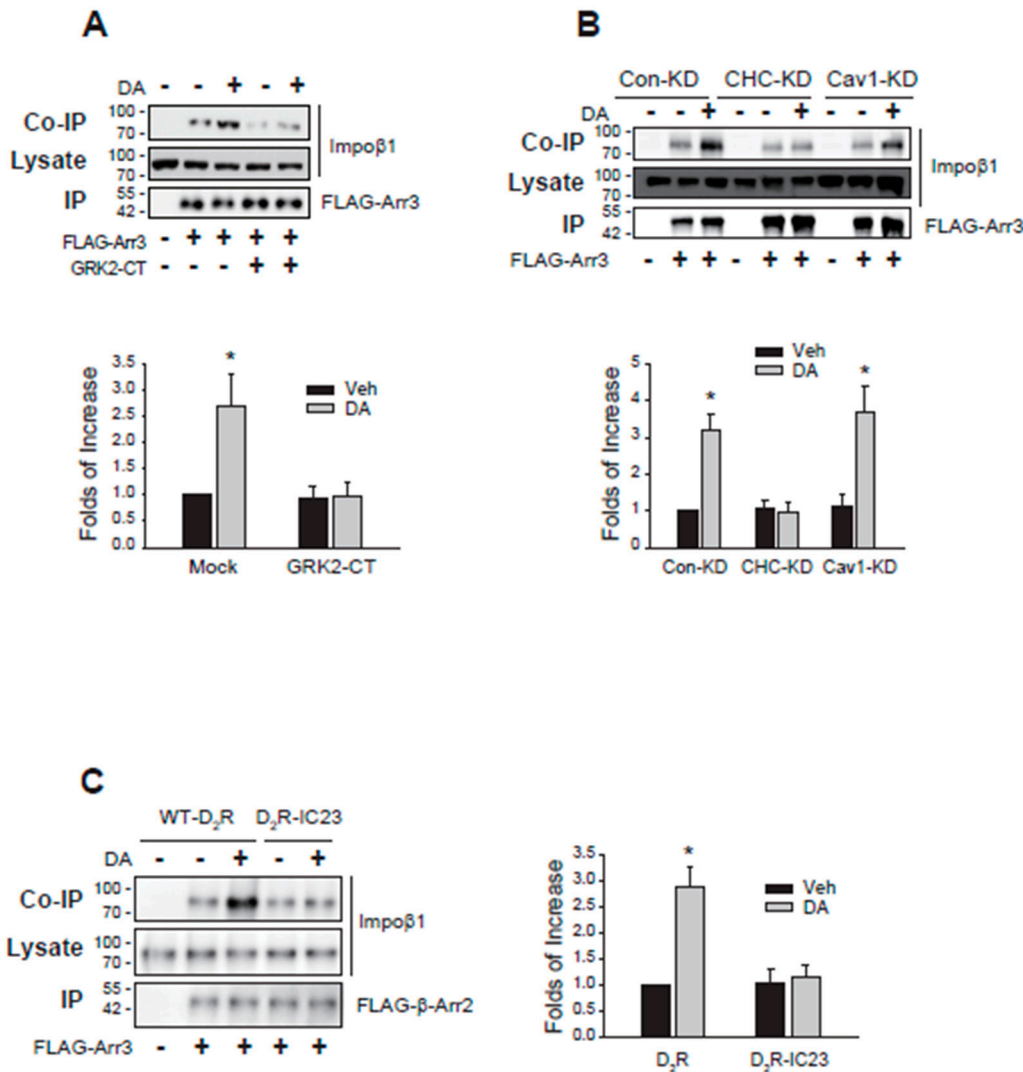 A
DA - - + - +
Co-IP 100 - 70 - Impoβ1
Lysate 100 - 70 -
IP 55 - 42 - FLAG-Arr3
FLAG-Arr3 - + + + +
GRK2-CT - - - + +
Folds of Increase
3.5
3.0
2.5
2.0
1.5
1.0
0.5
0.0
*
Veh
DA
Mock GRK2-CT
B
Con-KD CHC-KD Cav1-KD
DA - - + - - + - - +
Co-IP 100 - 70 - Impoβ1
Lysate 100 - 70 -
IP 55 - 42 - FLAG-Arr3
FLAG-Arr3 - + + - + + - + +
Folds of Increase
5
4
3
2
1
0
* *
Veh
DA
Con-KD CHC-KD Cav1-KD
C
WT-D2R D2R-IC23
DA - - + - +
Co-IP 100 - 70 - Impoβ1
Lysate 100 - 70 -
IP 55 - 42 - FLAG-β-Arr2
FLAG-Arr3 - + + + +
Folds of Increase
3.5
3.0
2.5
2.0
1.5
1.0
0.5
0.0
*
Veh
DA
D2R D2R-IC23